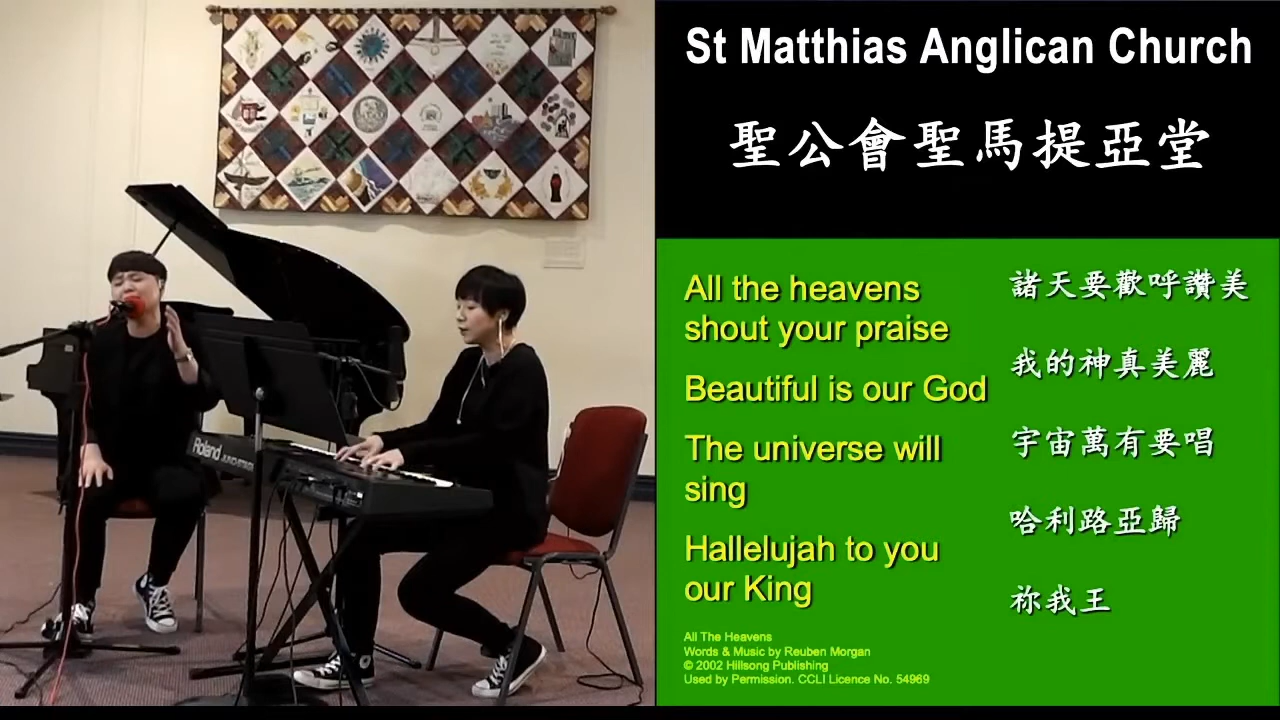 St Matthias Anglican Church
聖公會聖馬提亞堂
All the heavens
shout your praise
Beautiful is our God
The universe will
sing
Hallelujah to you
our King
諸天要歡呼讚美
我的神真美麗
宇宙萬有要唱
哈利路亞歸
祢我王
All The Heavens
Words & Music by Reuben Morgan
© 2002 Hillsong Publishing
Used by Permission. CCLI Licence No. 54969
Roland